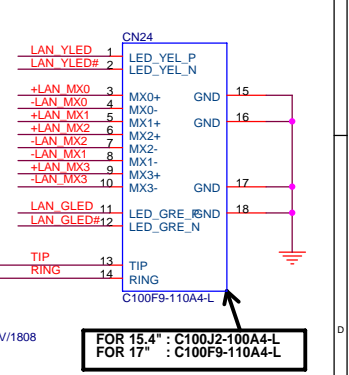 CN24
LAN_YLED 1 LED_YEL_P
LAN_YLED# 2 LED_YEL_N
+LAN_MX0 3 MX0+ GND 15
-LAN_MX0 4 MX0-
+LAN_MX1 5 MX1+ GND 16
+LAN_MX2 6 MX2+
-LAN_MX2 7 MX2-
-LAN_MX1 8 MX1-
+LAN_MX3 9 MX3+
-LAN_MX3 10 MX3- GND 17
LAN_GLED 11 LED_GRE_P GND 18
LAN_GLED# 12 LED_GRE_N
TIP 13 TIP
RING 14 RING
C100F9-110A4-L
V/1808
FOR 15.4" : C100J2-100A4-L
FOR 17" : C100F9-110A4-L
D